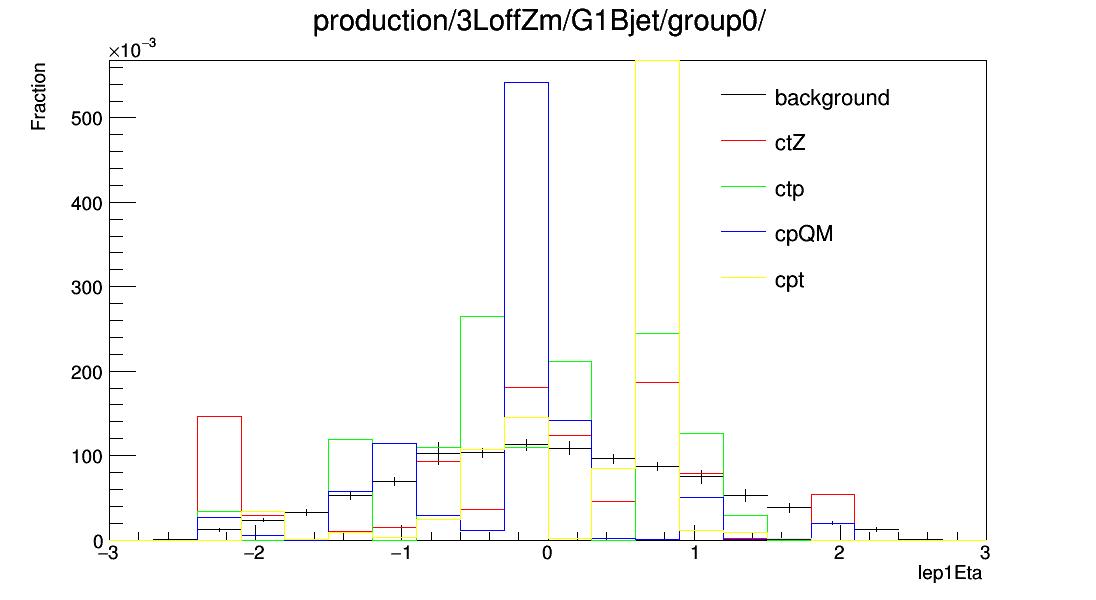 production/3LoffZm/G1Bjet/group0/
×10⁻³
Fraction
500
400
300
200
100
0
background
ctZ
ctp
cpQM
cpt
−3 −2 −1 0 1 2 3
lep1Eta